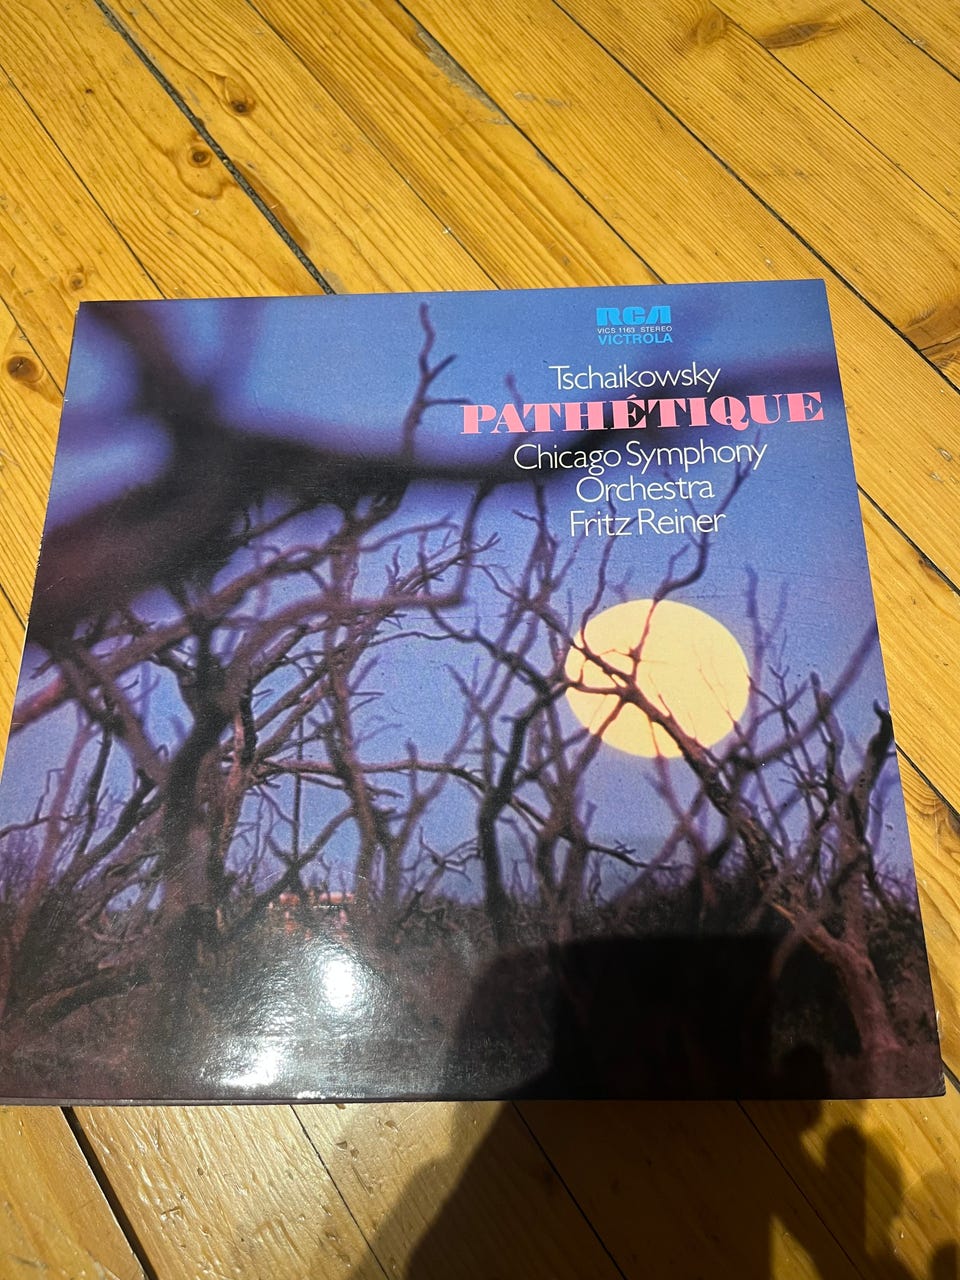 RCA
VICS 1163 STEREO
VICTROLA
Tschaikowsky
PATHÉTIQUE
Chicago Symphony
Orchestra
Fritz Reiner